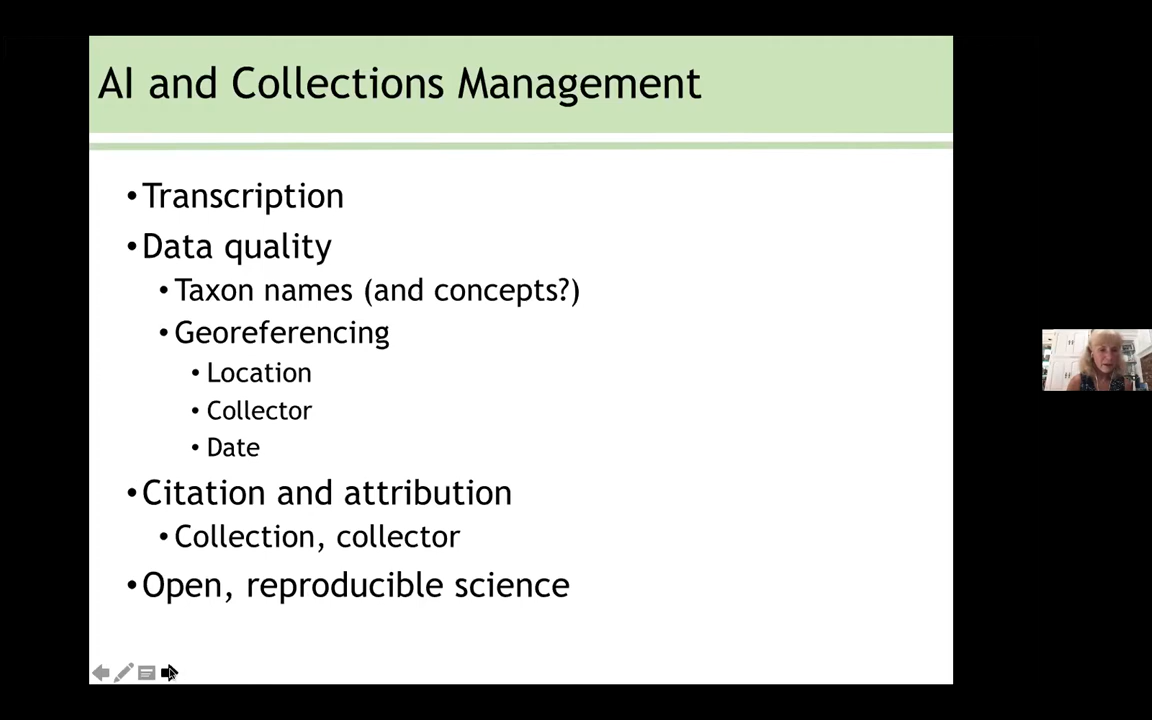 AI and Collections Management
•Transcription
•Data quality
•Taxon names (and concepts?)
•Georeferencing
•Location
•Collector
•Date
•Citation and attribution
•Collection, collector
•Open, reproducible science